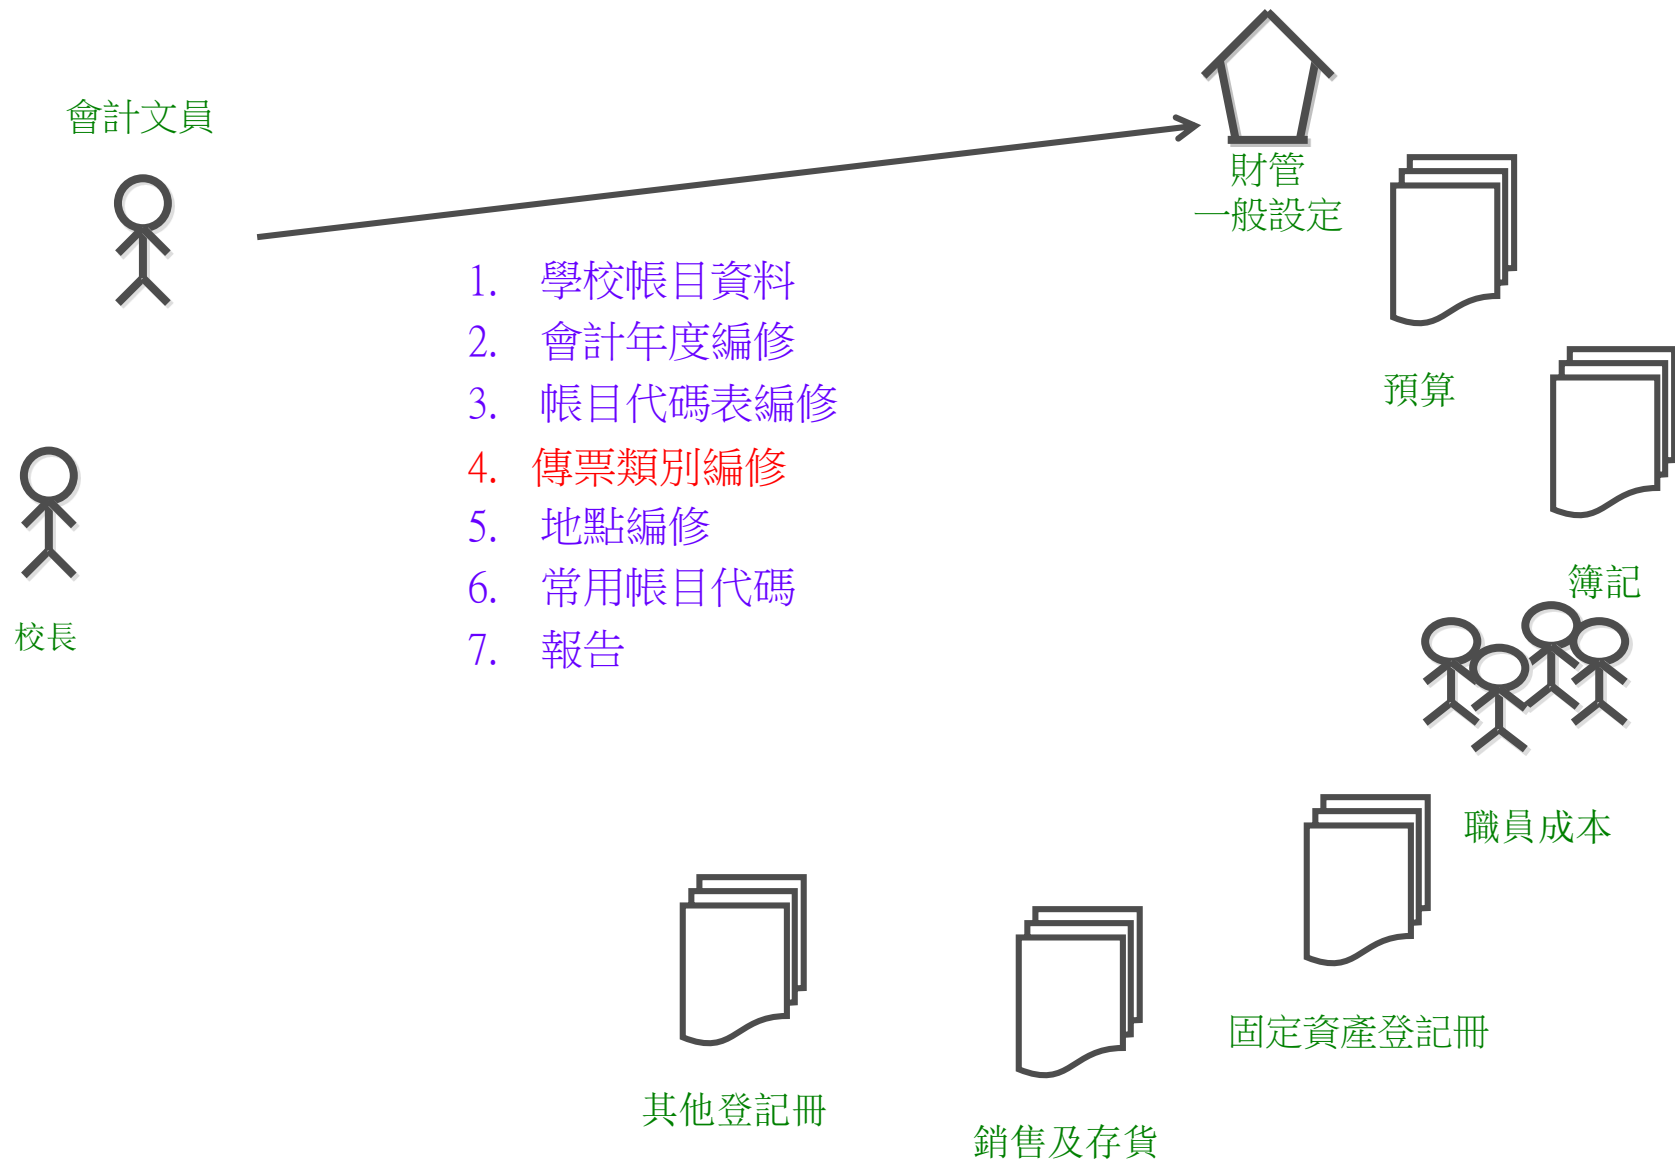 會計文員
財管
一般設定
1. 學校帳目資料
2. 會計年度編修
3. 帳目代碼表編修
4. 傳票類別編修
5. 地點編修
6. 常用帳目代碼
7. 報告
預算
簿記
校長
職員成本
固定資產登記冊
其他登記冊
銷售及存貨